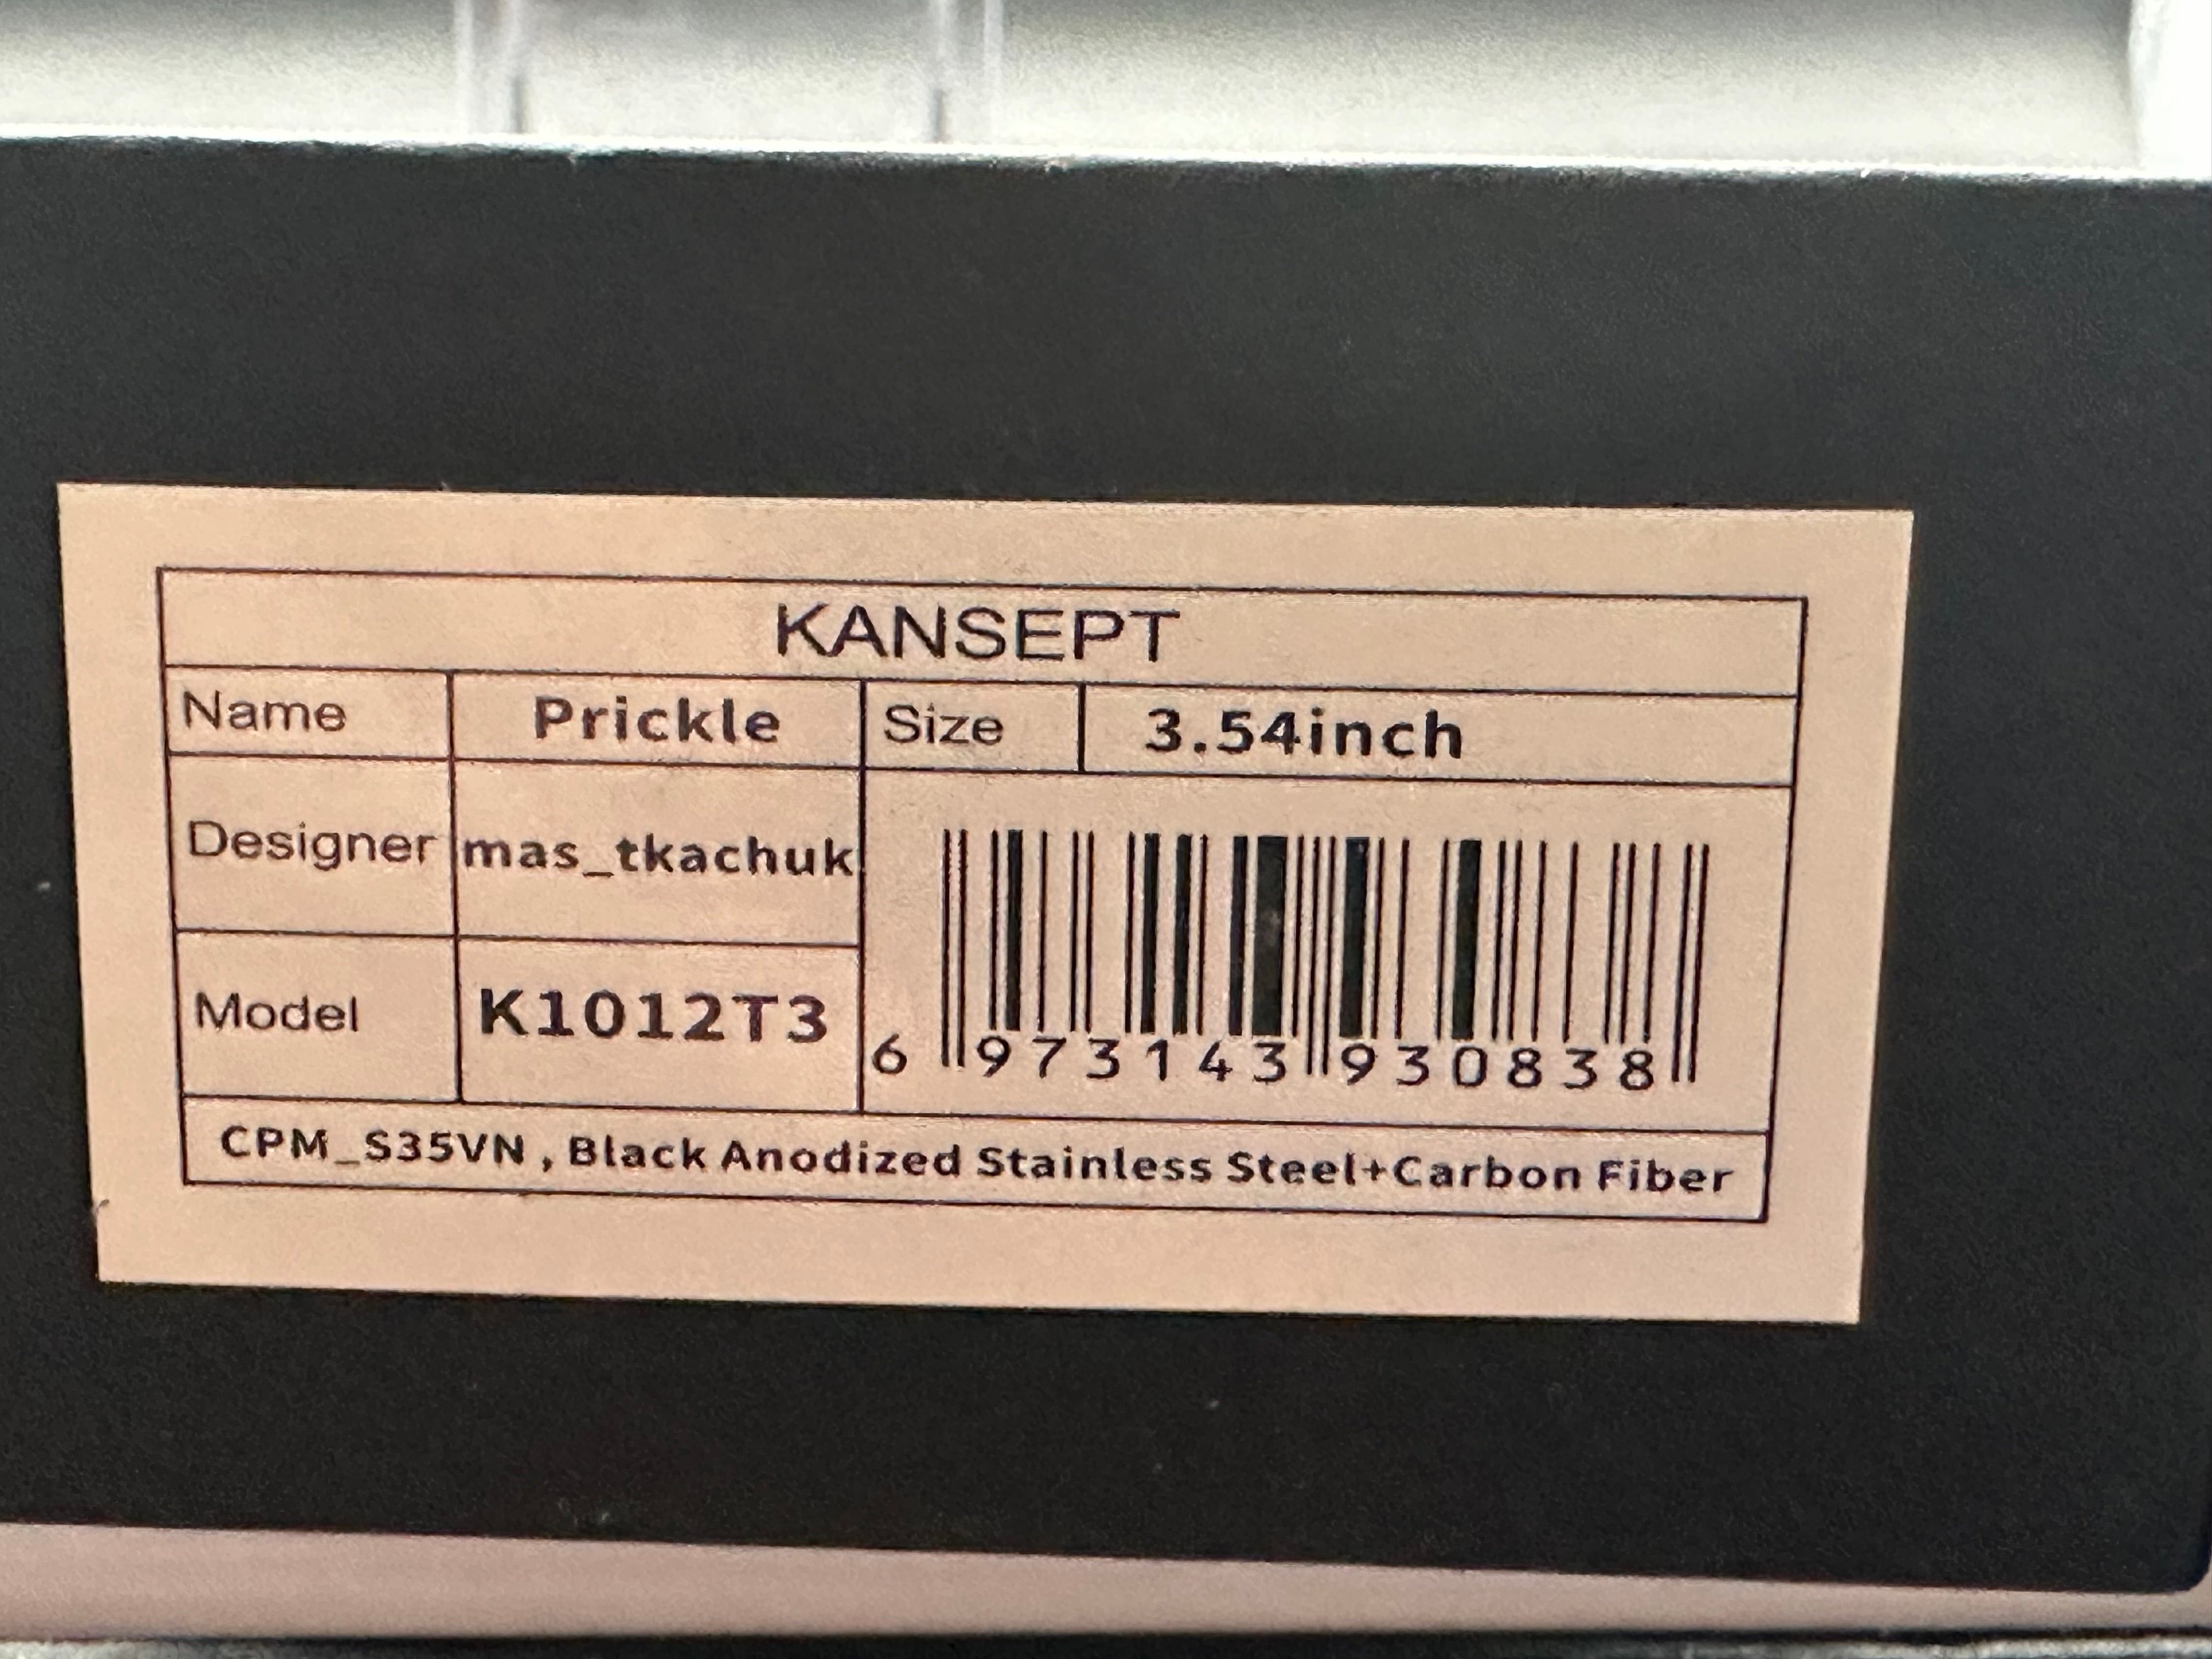 KANSEPT
Name Prickle Size 3.54inch
Designer mas_tkachuk
Model K1012T3
6 973143 930838
CPM_S35VN , Black Anodized Stainless Steel+Carbon Fiber